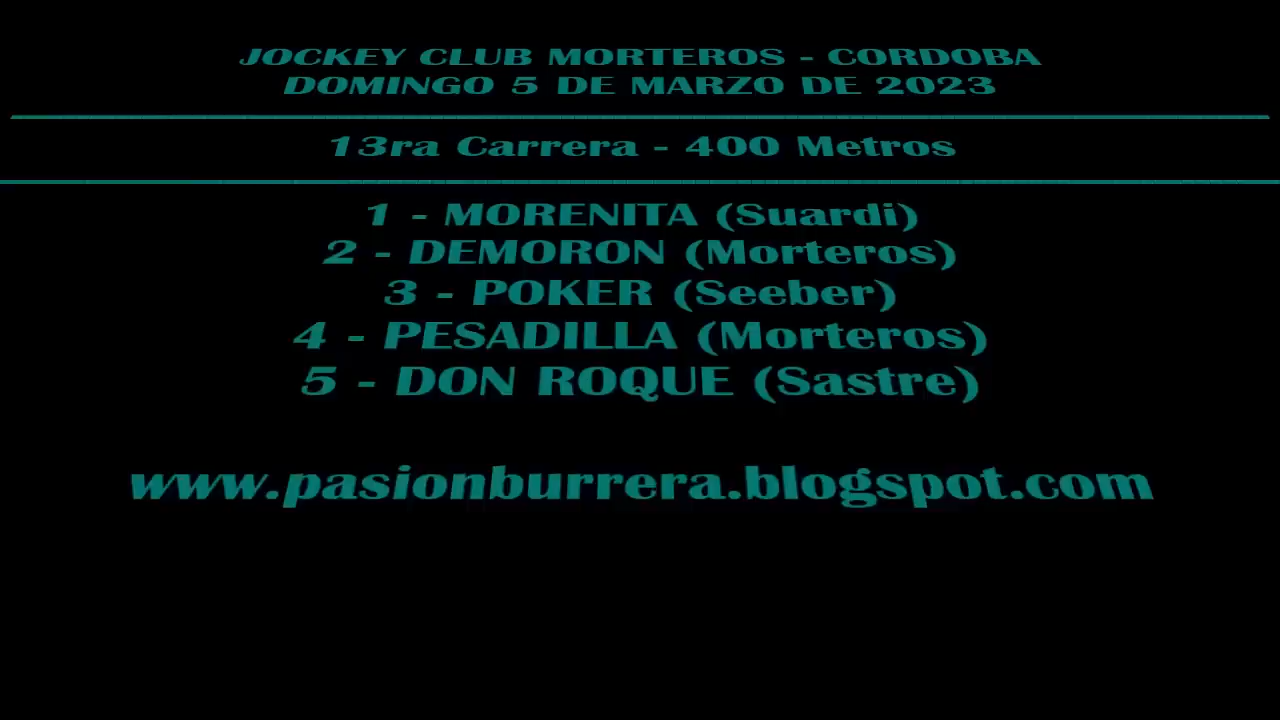 JOCKEY CLUB MORTEROS - CORDOBA
DOMINGO 5 DE MARZO DE 2023
13ra Carrera - 400 Metros
1 - MORENITA (Suardi)
2 - DEMORON (Morteros)
3 - POKER (Seeber)
4 - PESADILLA (Morteros)
5 - DON ROQUE (Sastre)
www.pasionburrera.blogspot.com